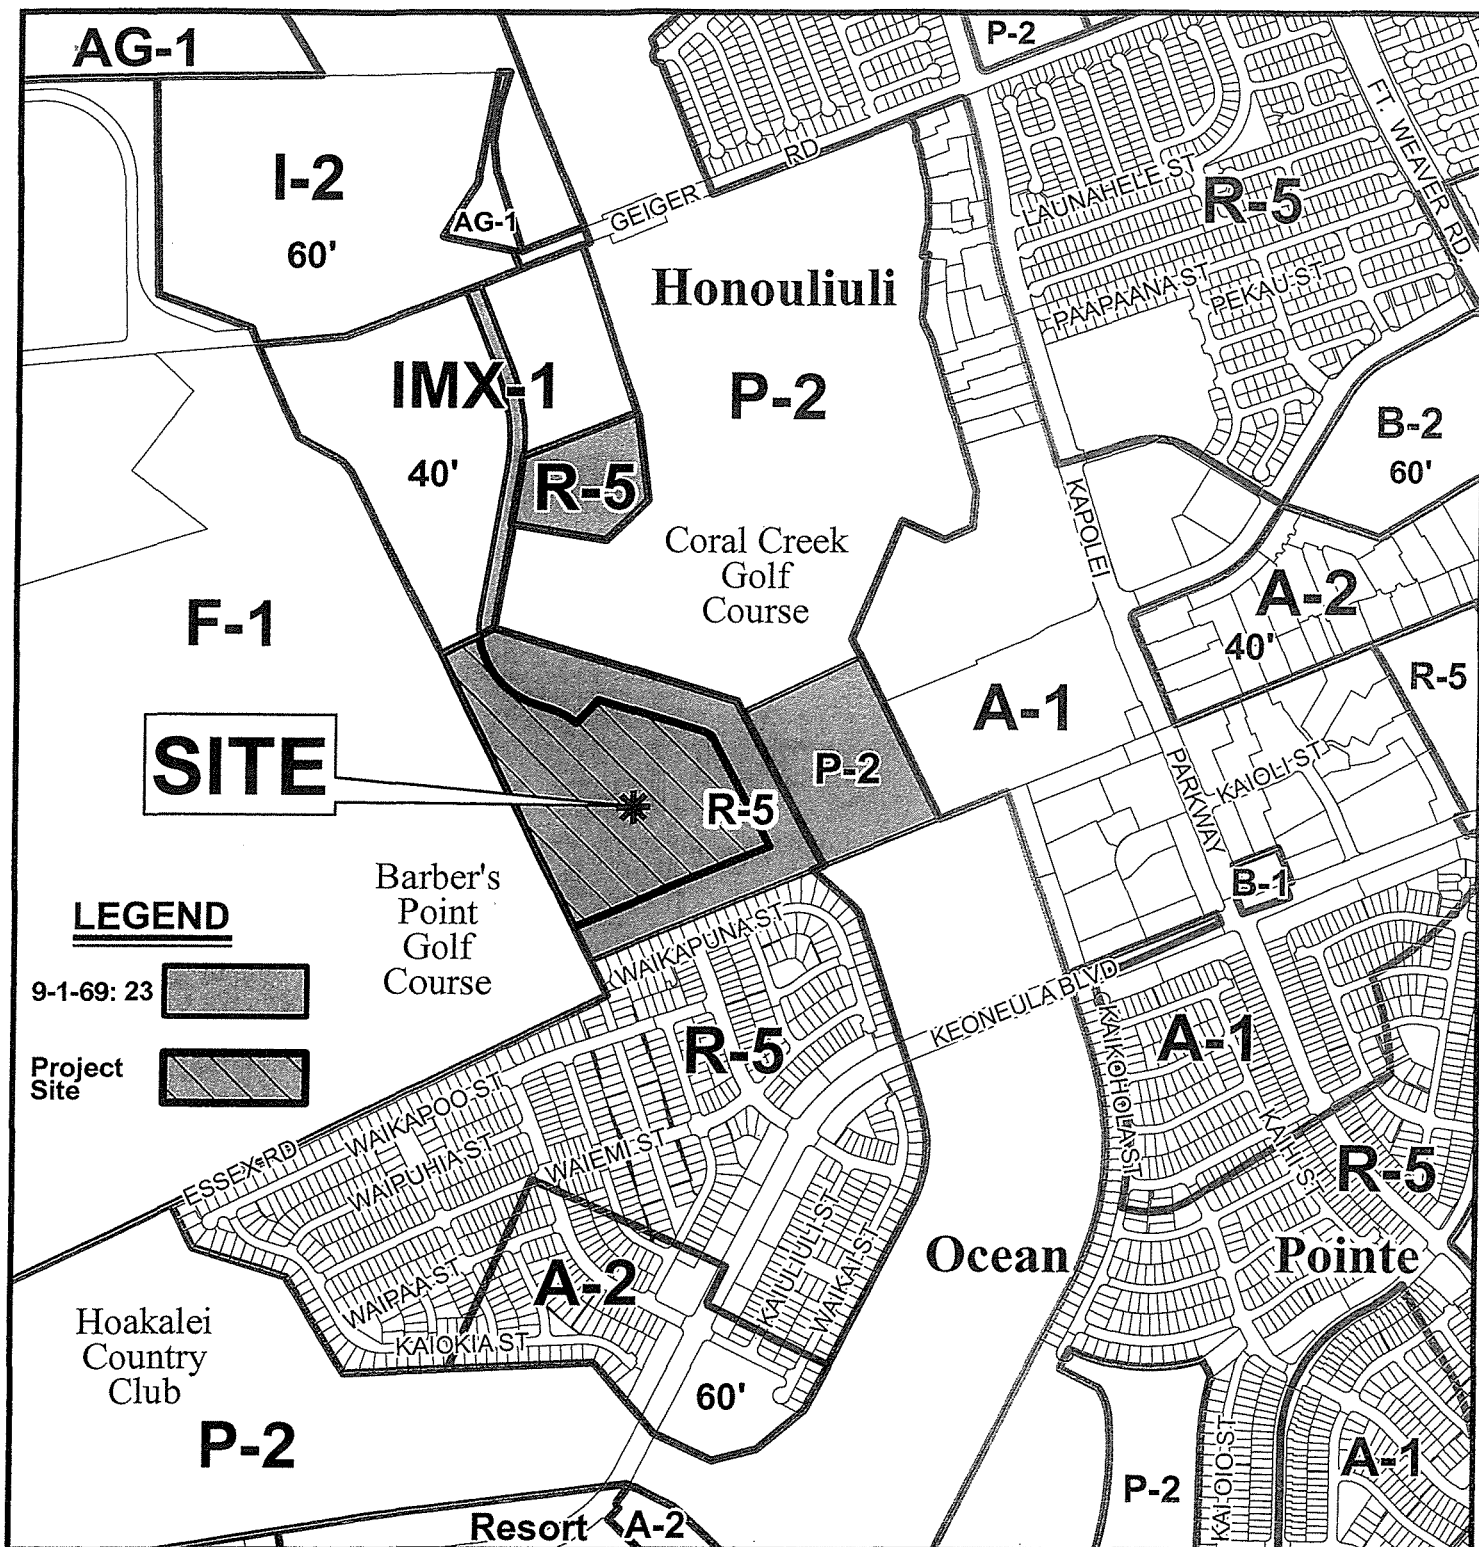 AG-1
P-2
I-2
60'
AG-1
GEIGER RD
FT. WEAVER RD.
LAUNAHELE ST
R-5
Honouliuli
PAAPAANA ST
PEKAU ST
IMX-1
P-2
B-2
60'
40'
R-5
KAPOLEI PARKWAY
Coral Creek
Golf
Course
A-2
40'
F-1
R-5
A-1
SITE
P-2
KAIOLI ST
R-5
B-1
Barber's
Point
Golf
Course
LEGEND
9-1-69: 23
Project
Site
WAIKAPUNA ST
KEONEULA BLVD
R-5
A-1
KAIKOHOLA ST
ESSEX RD
WAIKAPOO ST
WAIPUHIA ST
WAIEMI ST
KAIHI ST
R-5
KAIULI ULI ST
WAIKAI ST
Ocean Pointe
A-2
WAIPAA ST
KAIOKIA ST
Hoakalei
Country
Club
60'
P-2
A-1
P-2
KAI OIO ST
Resort
A-2